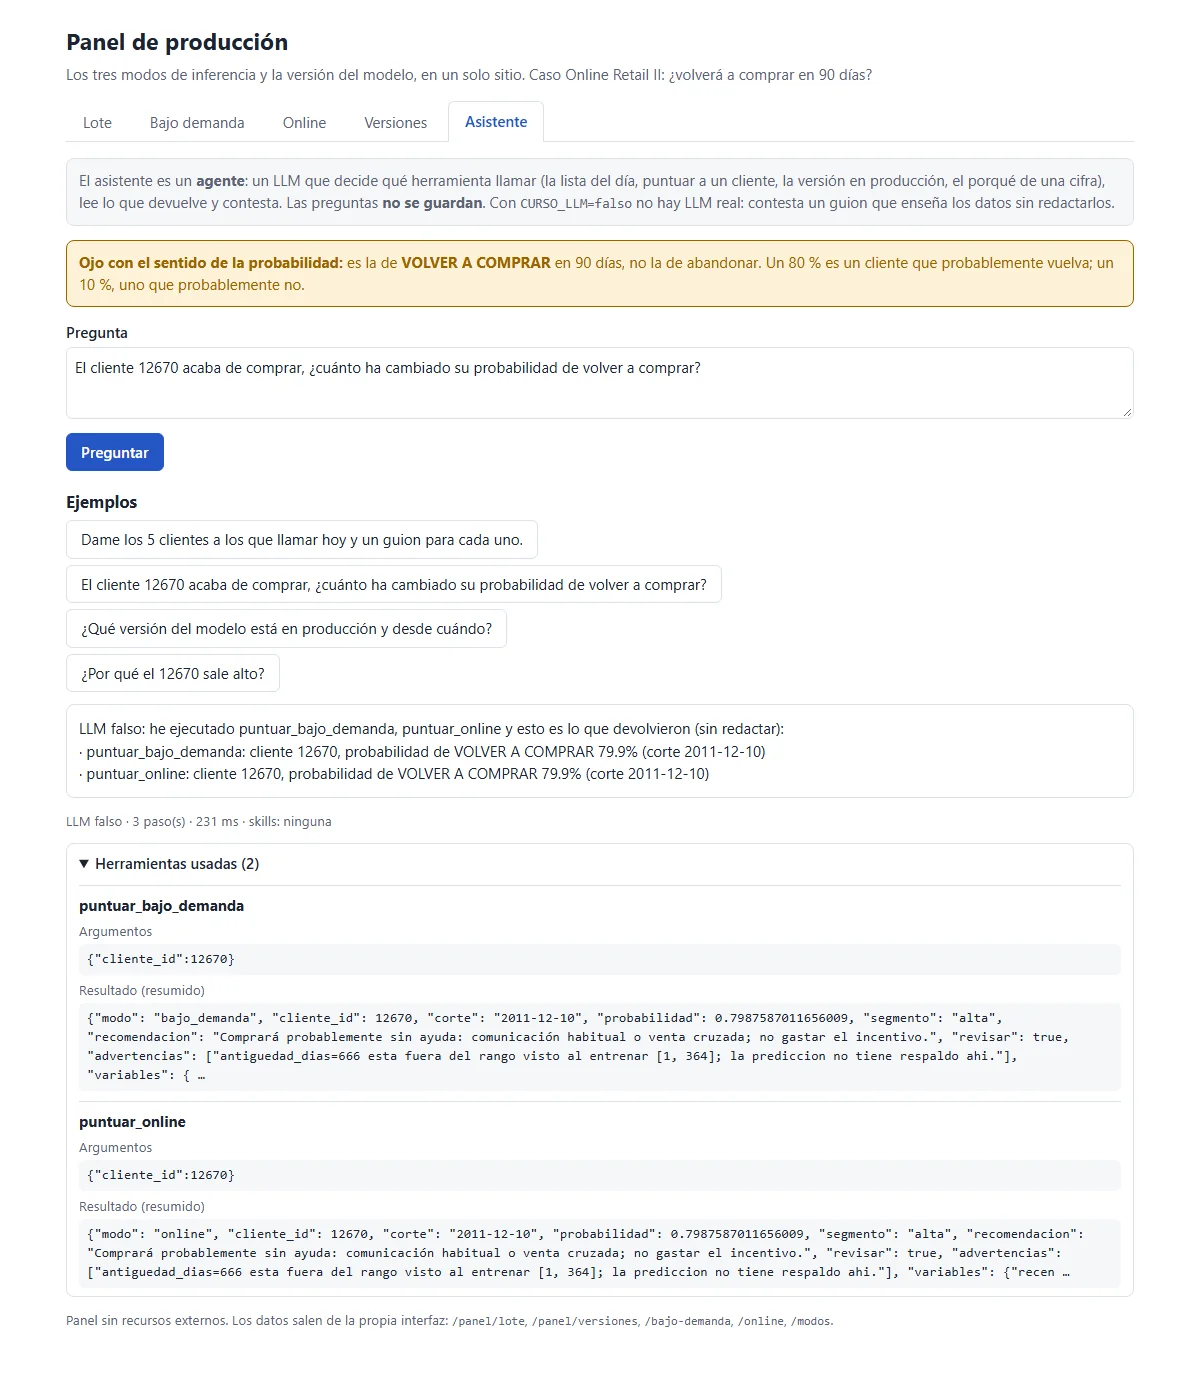 Panel de producción
Los tres modos de inferencia y la versión del modelo, en un solo sitio. Caso Online Retail II: ¿volverá a comprar en 90 días?
Lote
Bajo demanda
Online
Versiones
Asistente
El asistente es un agente: un LLM que decide qué herramienta llamar (la lista del día, puntuar a un cliente, la versión en producción, el porqué de una cifra),
lee lo que devuelve y contesta. Las preguntas no se guardan. Con CURSO_LLM=falso no hay LLM real: contesta un guion que enseña los datos sin redactarlos.
Ojo con el sentido de la probabilidad: es la de VOLVER A COMPRAR en 90 días, no la de abandonar. Un 80 % es un cliente que probablemente vuelva; un
10 %, uno que probablemente no.
Pregunta
El cliente 12670 acaba de comprar, ¿cuánto ha cambiado su probabilidad de volver a comprar?
Preguntar
Ejemplos
Dame los 5 clientes a los que llamar hoy y un guion para cada uno.
El cliente 12670 acaba de comprar, ¿cuánto ha cambiado su probabilidad de volver a comprar?
¿Qué versión del modelo está en producción y desde cuándo?
¿Por qué el 12670 sale alto?
LLM falso: he ejecutado puntuar_bajo_demanda, puntuar_online y esto es lo que devolvieron (sin redactar):
· puntuar_bajo_demanda: cliente 12670, probabilidad de VOLVER A COMPRAR 79.9% (corte 2011-12-10)
· puntuar_online: cliente 12670, probabilidad de VOLVER A COMPRAR 79.9% (corte 2011-12-10)
LLM falso · 3 paso(s) · 231 ms · skills: ninguna
▼ Herramientas usadas (2)
puntuar_bajo_demanda
Argumentos
{"cliente_id":12670}
Resultado (resumido)
{"modo": "bajo_demanda", "cliente_id": 12670, "corte": "2011-12-10", "probabilidad": 0.7987587011656009, "segmento": "alta",
"recomendacion": "Comprará probablemente sin ayuda: comunicación habitual o venta cruzada; no gastar el incentivo.", "revisar": true,
"advertencias": ["antiguedad_dias=666 esta fuera del rango visto al entrenar [1, 364]; la prediccion no tiene respaldo ahi."],
"variables": { …
puntuar_online
Argumentos
{"cliente_id":12670}
Resultado (resumido)
{"modo": "online", "cliente_id": 12670, "corte": "2011-12-10", "probabilidad": 0.7987587011656009, "segmento": "alta", "recomendacion":
"Comprará probablemente sin ayuda: comunicación habitual o venta cruzada; no gastar el incentivo.", "revisar": true, "advertencias":
["antiguedad_dias=666 esta fuera del rango visto al entrenar [1, 364]; la prediccion no tiene respaldo ahi."], "variables": {"recen …
Panel sin recursos externos. Los datos salen de la propia interfaz: /panel/lote, /panel/versiones, /bajo-demanda, /online, /modos.